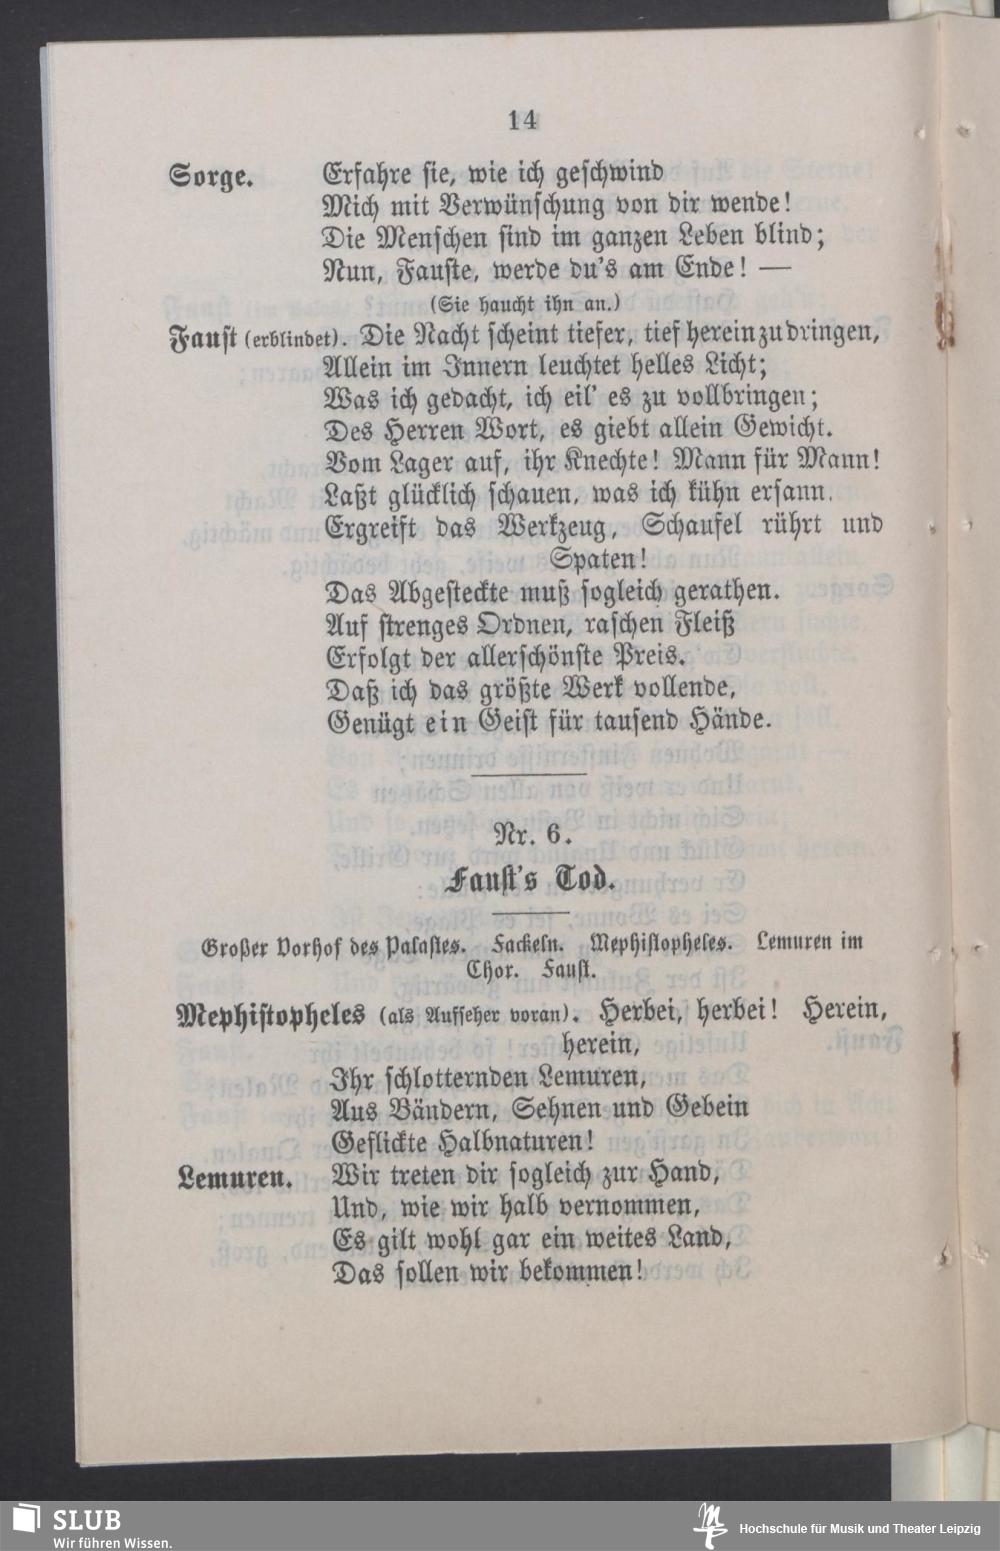 14
Sorge. Erfahre sie, wie ich geschwind
Mich mit Verwünschung von dir wende!
Die Menschen sind im ganzen Leben blind;
Nun, Fauste, werde du's am Ende! —
(Sie haucht ihn an.)
Faust (erblindet). Die Nacht scheint tiefer, tief hereinzudringen,
Allein im Innern leuchtet helles Licht;
Was ich gedacht, ich eil' es zu vollbringen;
Des Herren Wort, es giebt allein Gewicht.
Vom Lager auf, ihr Knechte! Mann für Mann!
Laßt glücklich schauen, was ich kühn ersann.
Ergreift das Werkzeug, Schaufel rührt und
Spaten!
Das Abgesteckte muß sogleich gerathen.
Auf strenges Ordnen, raschen Fleiß
Erfolgt der allerschönste Preis.
Daß ich das größte Werk vollende,
Genügt ein Geist für tausend Hände.
Nr. 6.
Faust's Tod.
Großer Vorhof des Palastes. Fackeln. Mephistopheles. Lemuren im
Chor. Faust.
Mephistopheles (als Aufseher voran). Herbei, herbei! Herein,
herein,
Ihr schlotternden Lemuren,
Aus Bändern, Sehnen und Gebein
Geflickte Halbnaturen!
Lemuren. Wir treten dir sogleich zur Hand,
Und, wie wir halb vernommen,
Es gilt wohl gar ein weites Land,
Das sollen wir bekommen!
SLUB
Wir führen Wissen.
Hochschule für Musik und Theater Leipzig